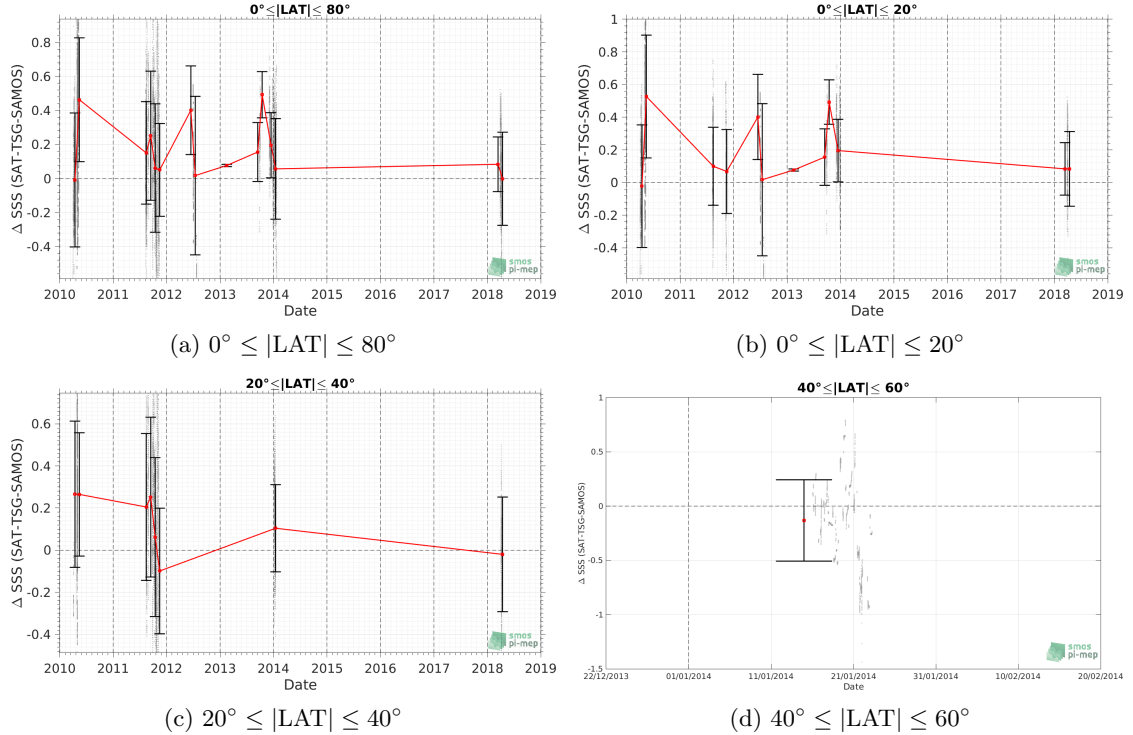 0°≤|LAT|≤ 80°
Δ SSS (SAT-TSG-SAMOS)
0.8
0.6
0.4
0.2
0
-0.2
-0.4
2010 2011 2012 2013 2014 2015 2016 2017 2018 2019
Date
smos
pi-mep
(a) 0° ≤ |LAT| ≤ 80°
0°≤|LAT|≤ 20°
Δ SSS (SAT-TSG-SAMOS)
1
0.8
0.6
0.4
0.2
0
-0.2
-0.4
2010 2011 2012 2013 2014 2015 2016 2017 2018 2019
Date
smos
pi-mep
(b) 0° ≤ |LAT| ≤ 20°
20°≤|LAT|≤ 40°
Δ SSS (SAT-TSG-SAMOS)
0.6
0.4
0.2
0
-0.2
-0.4
2010 2011 2012 2013 2014 2015 2016 2017 2018 2019
Date
smos
pi-mep
(c) 20° ≤ |LAT| ≤ 40°
40°≤|LAT|≤ 60°
Δ SSS (SAT-TSG-SAMOS)
1
0.5
0
-0.5
-1
-1.5
22/12/2013 01/01/2014 11/01/2014 21/01/2014 31/01/2014 10/02/2014 20/02/2014
Date
smos
pi-mep
(d) 40° ≤ |LAT| ≤ 60°